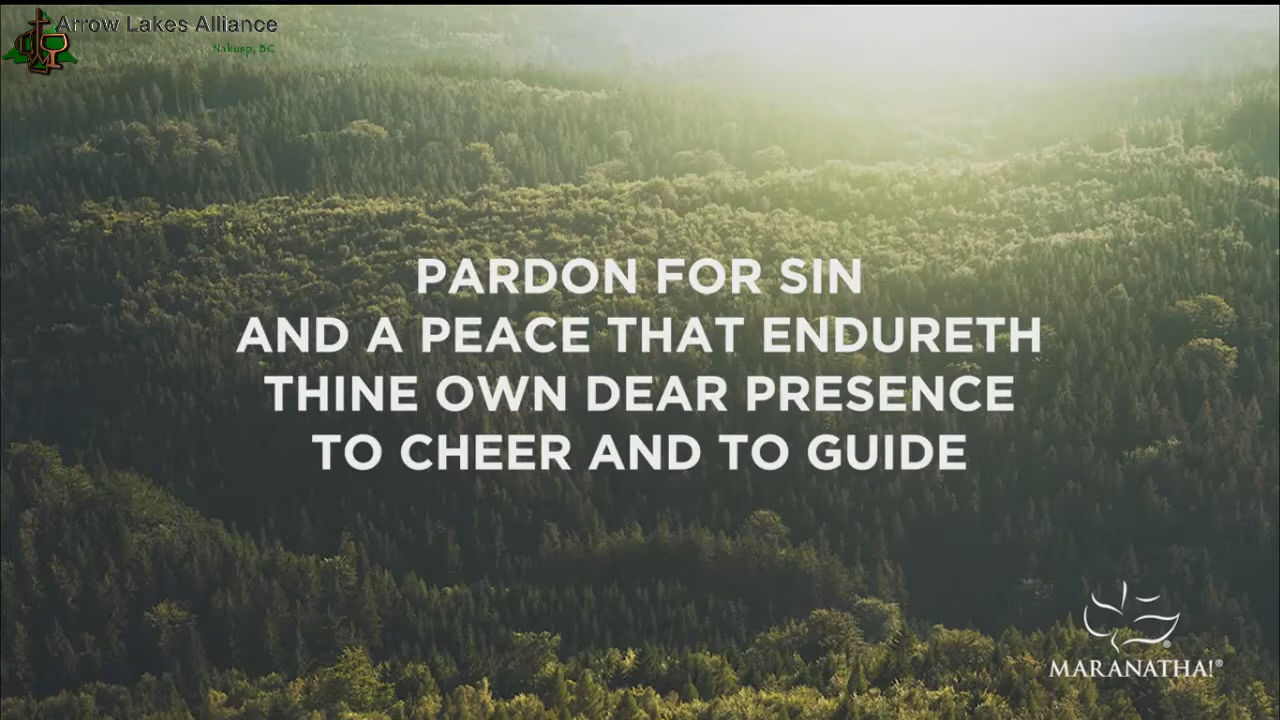 Arrow Lakes Alliance
Nakusp, BC
PARDON FOR SIN
AND A PEACE THAT ENDURETH
THINE OWN DEAR PRESENCE
TO CHEER AND TO GUIDE
MARANATHA!®